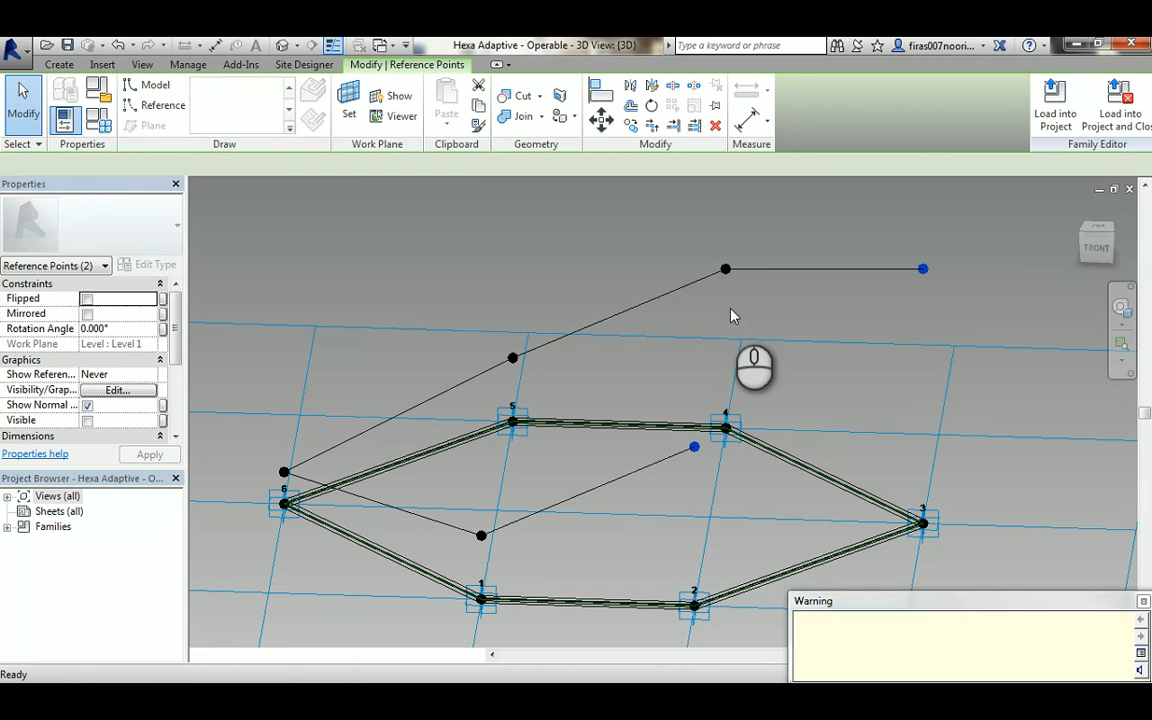 Hexa Adaptive - Operable - 3D View: {3D}
Type a keyword or phrase
firas007noori...
Create
Insert
View
Manage
Add-Ins
Site Designer
Modify | Reference Points
Modify
Select
Properties
Model
Reference
Plane
Draw
Set
Show
Viewer
Work Plane
Paste
Clipboard
Cut
Join
Geometry
Modify
Measure
Load into
Project
Load into
Project and Clos
Family Editor
Properties
Reference Points (2)
Edit Type
Constraints
Flipped
Mirrored
Rotation Angle 0.000°
Work Plane Level : Level 1
Graphics
Show Referen... Never
Visibility/Grap... Edit...
Show Normal ...
Visible
Dimensions
Properties help
Apply
Project Browser - Hexa Adaptive - O...
Views (all)
Sheets (all)
Families
FRONT
5
4
6
3
1
2
Warning
Ready